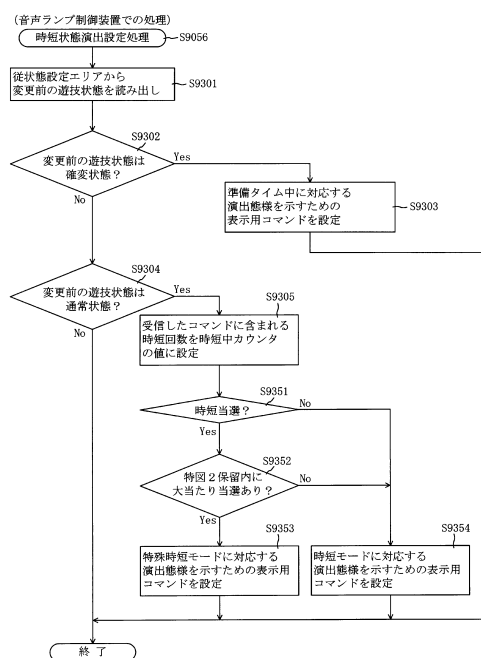 (音声ランプ制御装置での処理)
時短状態演出設定処理
S9056
従状態設定エリアから
変更前の遊技状態を読み出し
S9301
S9302
変更前の遊技状態は
確変状態?
Yes
No
準備タイム中に対応する
演出態様を示すための
表示用コマンドを設定
S9303
S9304
変更前の遊技状態は
通常状態?
Yes
No
S9305
受信したコマンドに含まれる
時短回数を時短中カウンタ
の値に設定
S9351
時短当選?
No
Yes
S9352
特図2保留内に
大当たり当選あり?
No
Yes
S9353
特殊時短モードに対応する
演出態様を示すための表示用
コマンドを設定
S9354
時短モードに対応する
演出態様を示すための表示用
コマンドを設定
終了